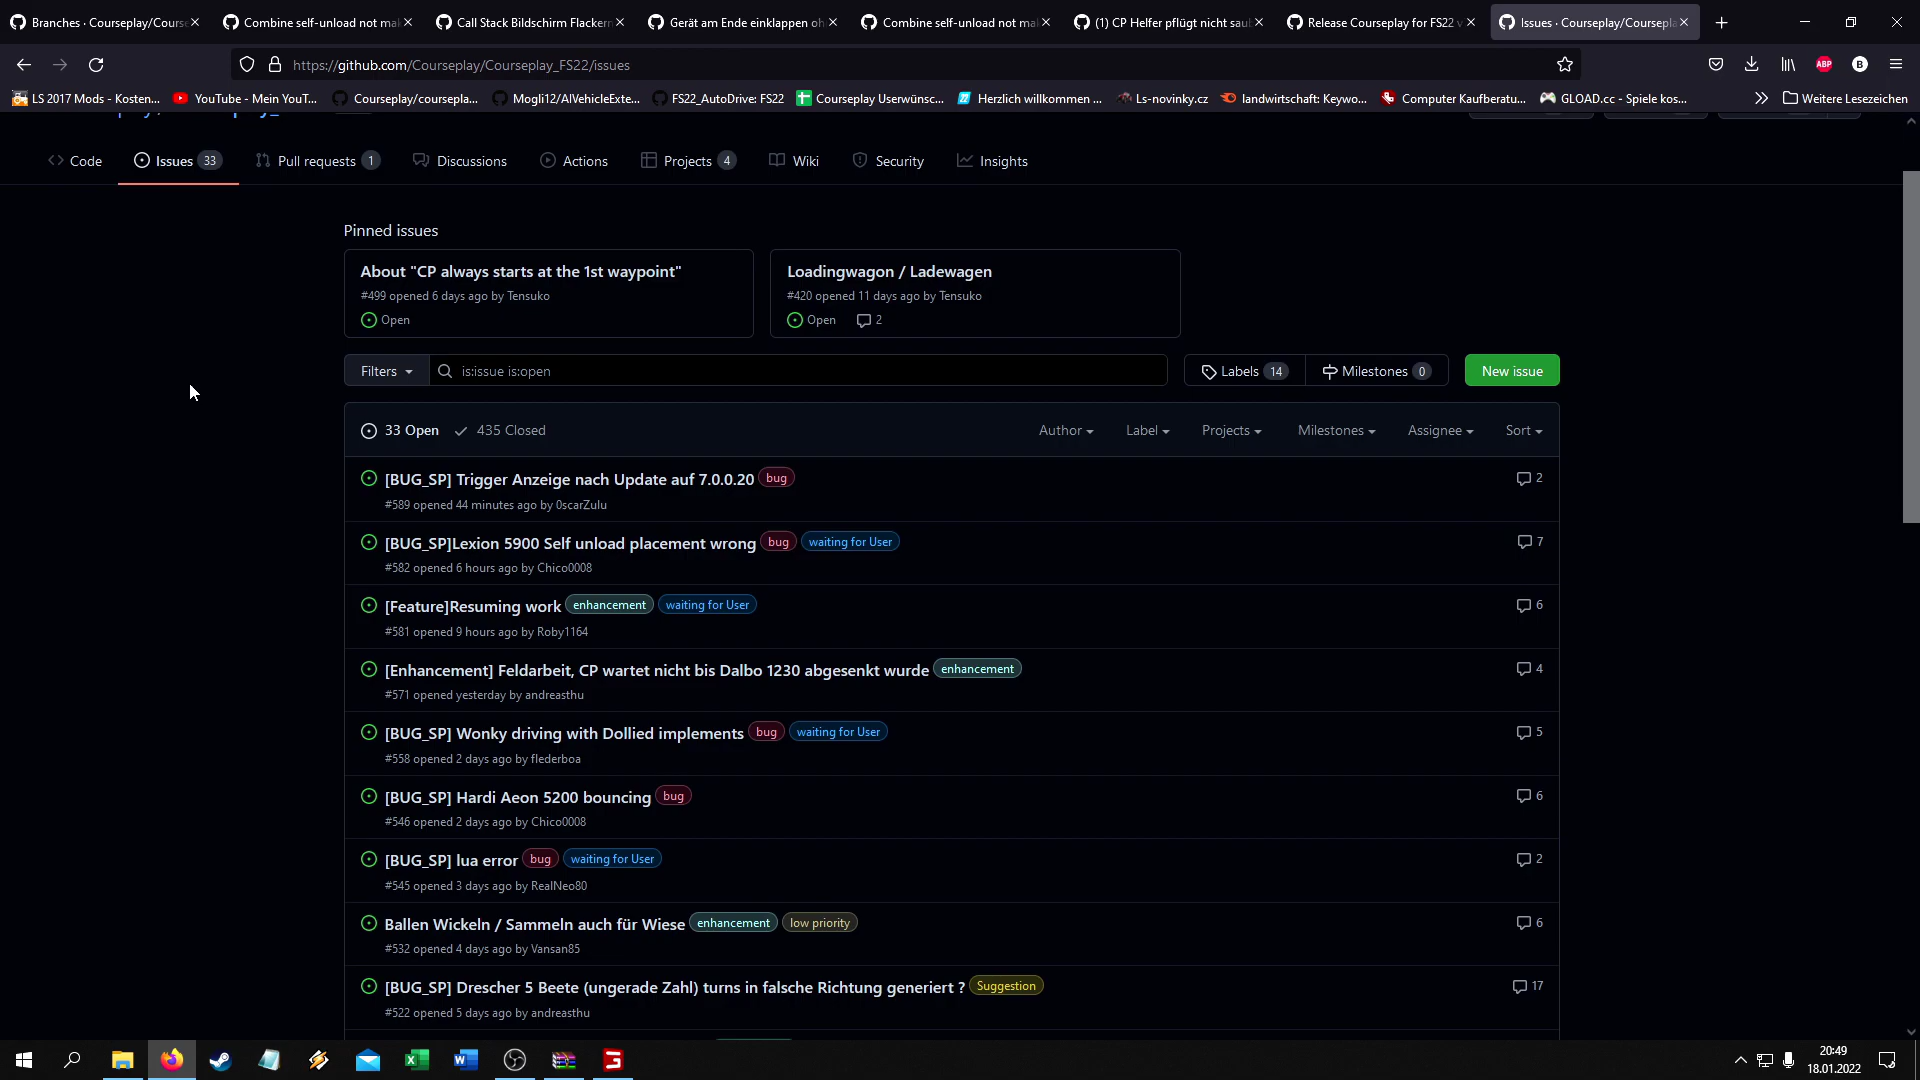 Branches · Courseplay/Course
Combine self-unload not ma
Call Stack Bildschirm Flackern
Gerät am Ende einklappen oh
Combine self-unload not ma
(1) CP Helfer pflügt nicht saub
Release Courseplay for FS22 v
Issues · Courseplay/Coursepla
https://github.com/Courseplay/Courseplay_FS22/issues
LS 2017 Mods - Kosten...
YouTube - Mein YouT...
Courseplay/coursepla...
Mogli12/AIVehicleExte...
FS22_AutoDrive: FS22
Courseplay Userwünsc...
Herzlich willkommen ...
Ls-novinky.cz
landwirtschaft: Keywo...
Computer Kaufberatu...
GLOAD.cc - Spiele kos...
Weitere Lesezeichen
ABP
B
Code
Issues 33
Pull requests 1
Discussions
Actions
Projects 4
Wiki
Security
Insights
Pinned issues
About "CP always starts at the 1st waypoint"
#499 opened 6 days ago by Tensuko
Open
Loadingwagon / Ladewagen
#420 opened 11 days ago by Tensuko
Open 2
Filters
is:issue is:open
Labels 14
Milestones 0
New issue
33 Open
435 Closed
Author
Label
Projects
Milestones
Assignee
Sort
[BUG_SP] Trigger Anzeige nach Update auf 7.0.0.20 bug 2
#589 opened 44 minutes ago by 0scarZulu
[BUG_SP]Lexion 5900 Self unload placement wrong bug waiting for User 7
#582 opened 6 hours ago by Chico0008
[Feature]Resuming work enhancement waiting for User 6
#581 opened 9 hours ago by Roby1164
[Enhancement] Feldarbeit, CP wartet nicht bis Dalbo 1230 abgesenkt wurde enhancement 4
#571 opened yesterday by andreasthu
[BUG_SP] Wonky driving with Dollied implements bug waiting for User 5
#558 opened 2 days ago by flederboa
[BUG_SP] Hardi Aeon 5200 bouncing bug 6
#546 opened 2 days ago by Chico0008
[BUG_SP] lua error bug waiting for User 2
#545 opened 3 days ago by RealNeo80
Ballen Wickeln / Sammeln auch für Wiese enhancement low priority 6
#532 opened 4 days ago by Vansan85
[BUG_SP] Drescher 5 Beete (ungerade Zahl) turns in falsche Richtung generiert ? Suggestion 17
#522 opened 5 days ago by andreasthu
20:49
18.01.2022